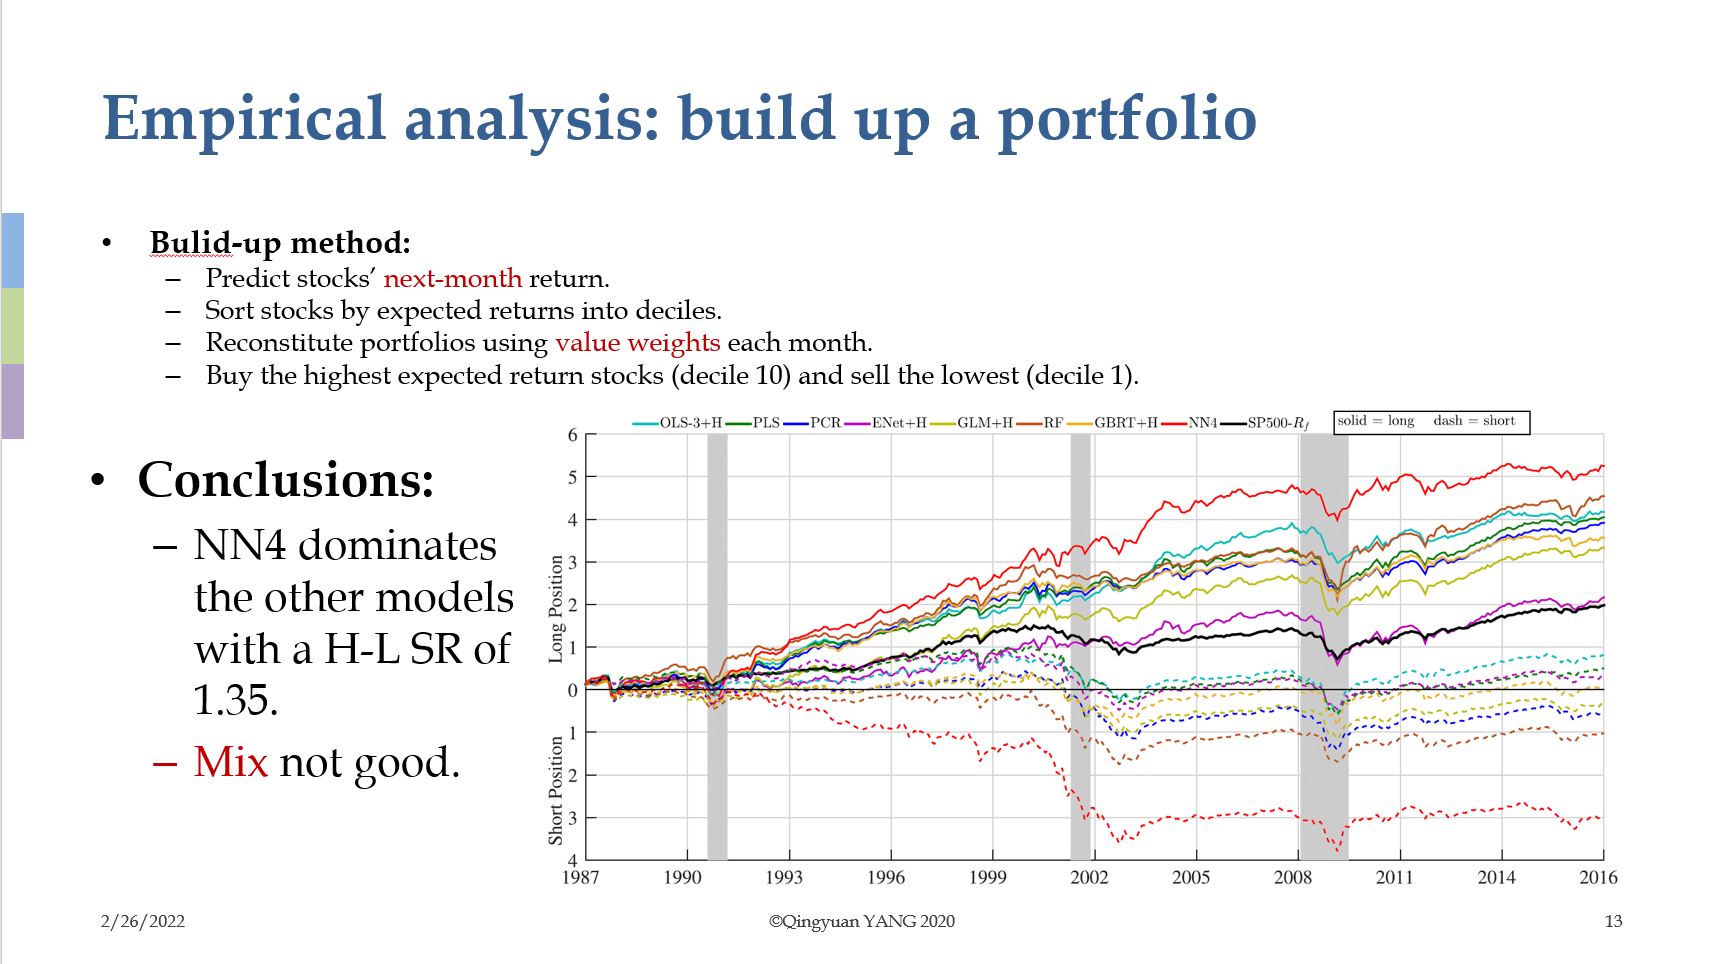 Empirical analysis: build up a portfolio
• Bulid-up method:
– Predict stocks’ next-month return.
– Sort stocks by expected returns into deciles.
– Reconstitute portfolios using value weights each month.
– Buy the highest expected return stocks (decile 10) and sell the lowest (decile 1).
• Conclusions:
– NN4 dominates
the other models
with a H-L SR of
1.35.
– Mix not good.
OLS-3+H PLS PCR ENet+H GLM+H RF GBRT+H NN4 SP500-Rf
solid = long dash = short
6
5
4
3
2
1
0
1
2
3
4
Long Position
Short Position
1987 1990 1993 1996 1999 2002 2005 2008 2011 2014 2016
2/26/2022 ©Qingyuan YANG 2020 13